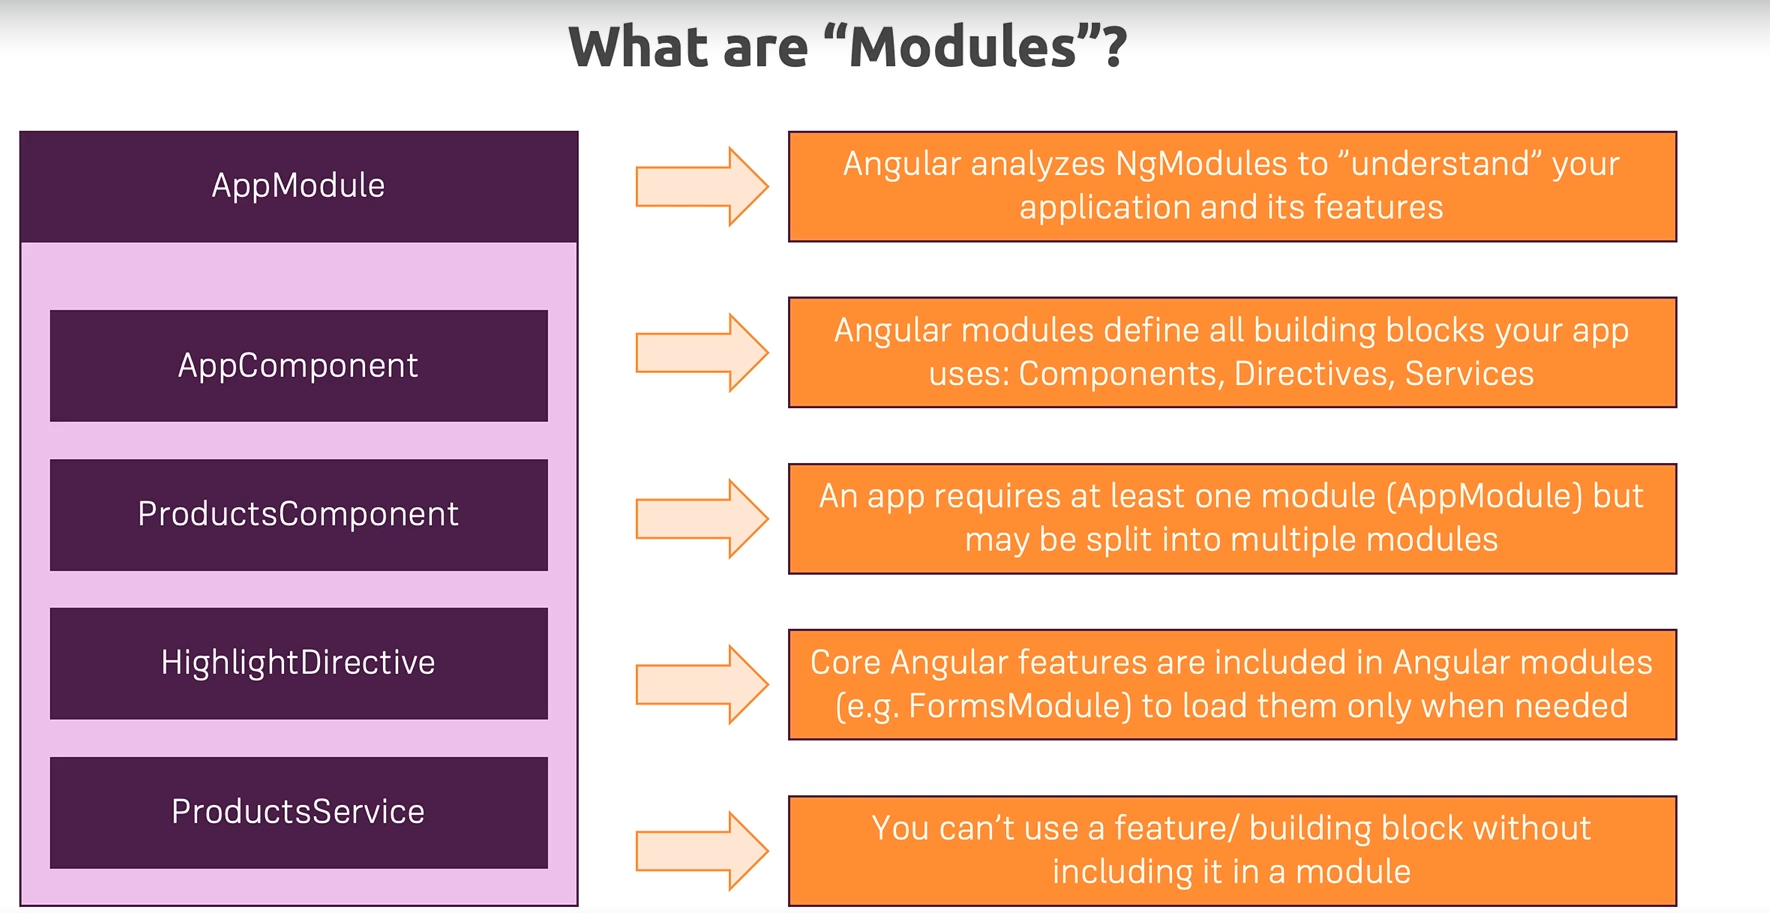 What are “Modules”?
AppModule
Angular analyzes NgModules to ”understand” your
application and its features
AppComponent
Angular modules define all building blocks your app
uses: Components, Directives, Services
ProductsComponent
An app requires at least one module (AppModule) but
may be split into multiple modules
HighlightDirective
Core Angular features are included in Angular modules
(e.g. FormsModule) to load them only when needed
ProductsService
You can’t use a feature/ building block without
including it in a module